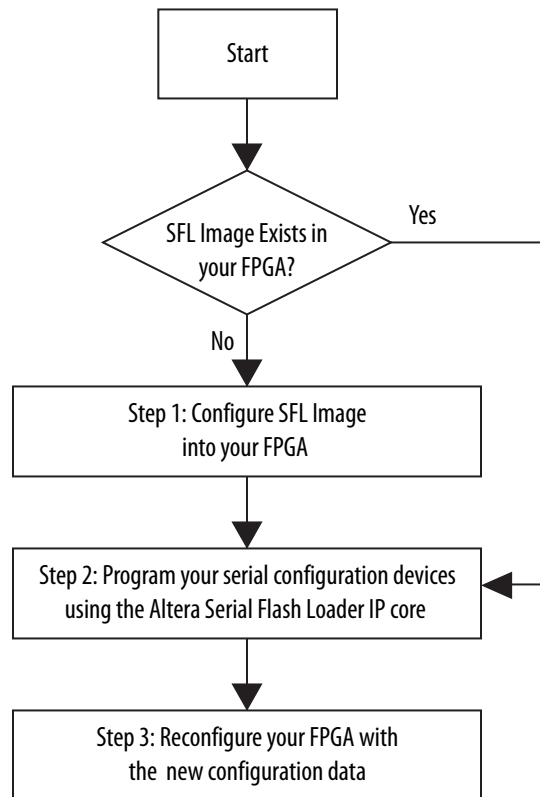 Start
SFL Image Exists in
your FPGA?
Yes
No
Step 1: Configure SFL Image
into your FPGA
Step 2: Program your serial configuration devices
using the Altera Serial Flash Loader IP core
Step 3: Reconfigure your FPGA with
the new configuration data